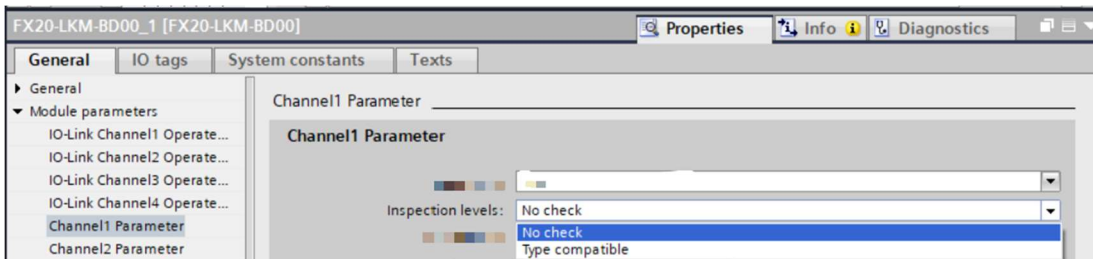 FX20-LKM-BD00_1 [FX20-LKM-BD00]
Properties
Info
Diagnostics
General
IO tags
System constants
Texts
General
Module parameters
IO-Link Channel1 Operate...
IO-Link Channel2 Operate...
IO-Link Channel3 Operate...
IO-Link Channel4 Operate...
Channel1 Parameter
Channel2 Parameter
Channel1 Parameter
Channel1 Parameter
Inspection levels: No check
No check
Type compatible